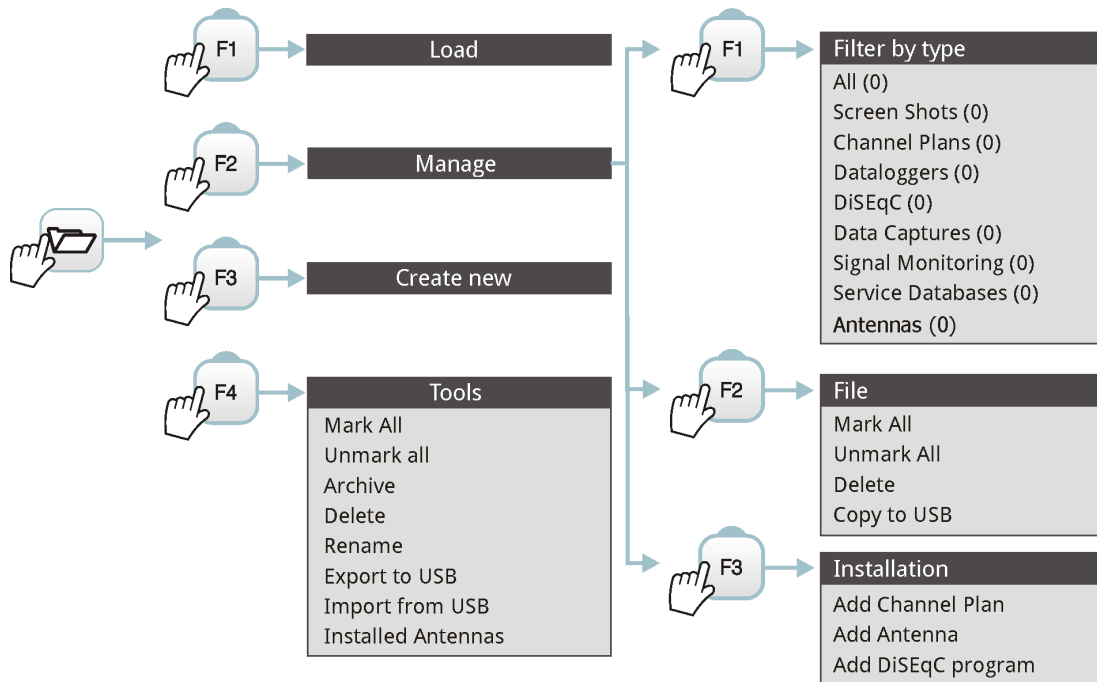 F1
Load
F2
Manage
F3
Create new
F4
Tools
Mark All
Unmark all
Archive
Delete
Rename
Export to USB
Import from USB
Installed Antennas
F1
Filter by type
All (0)
Screen Shots (0)
Channel Plans (0)
Dataloggers (0)
DiSEqC (0)
Data Captures (0)
Signal Monitoring (0)
Service Databases (0)
Antennas (0)
F2
File
Mark All
Unmark All
Delete
Copy to USB
F3
Installation
Add Channel Plan
Add Antenna
Add DiSEqC program